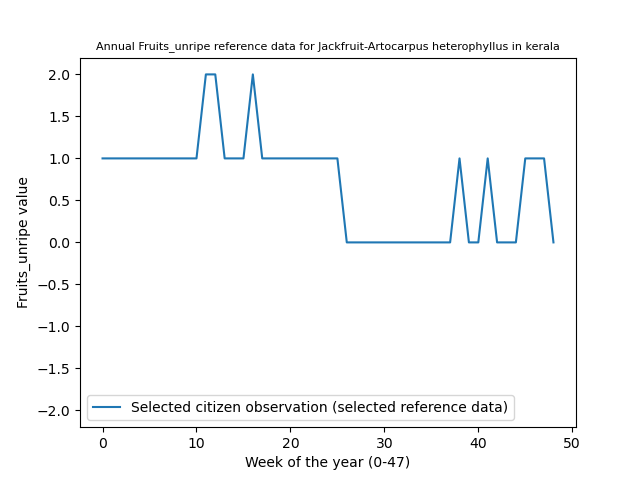 Annual Fruits_unripe reference data for Jackfruit-Artocarpus heterophyllus in kerala
2.0
1.5
1.0
0.5
0.0
−0.5
−1.0
−1.5
−2.0
Fruits_unripe value
Selected citizen observation (selected reference data)
0 10 20 30 40 50
Week of the year (0-47)